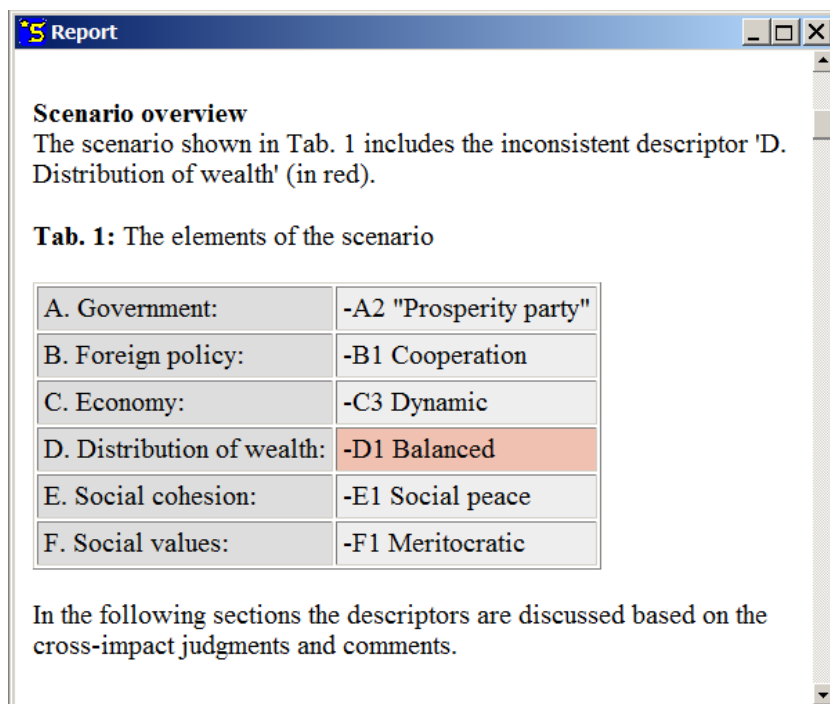 Report
Scenario overview
The scenario shown in Tab. 1 includes the inconsistent descriptor 'D.
Distribution of wealth' (in red).
Tab. 1: The elements of the scenario
A. Government: -A2 "Prosperity party"
B. Foreign policy: -B1 Cooperation
C. Economy: -C3 Dynamic
D. Distribution of wealth: -D1 Balanced
E. Social cohesion: -E1 Social peace
F. Social values: -F1 Meritocratic
In the following sections the descriptors are discussed based on the
cross-impact judgments and comments.